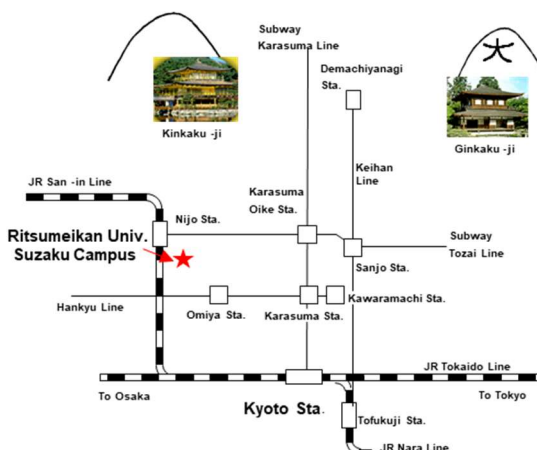 Subway
Karasuma Line
Demachiyanagi
Sta.
大
Kinkaku -ji
Ginkaku -ji
Keihan
Line
JR San -in Line
Karasuma
Oike Sta.
Nijo Sta.
Ritsumeikan Univ.
Suzaku Campus
Subway
Tozai Line
Sanjo Sta.
Hankyu Line
Omiya Sta.
Karasuma Sta.
Kawaramachi Sta.
JR Tokaido Line
To Osaka
To Tokyo
Kyoto Sta.
Tofukuji Sta.
JR Nara Line